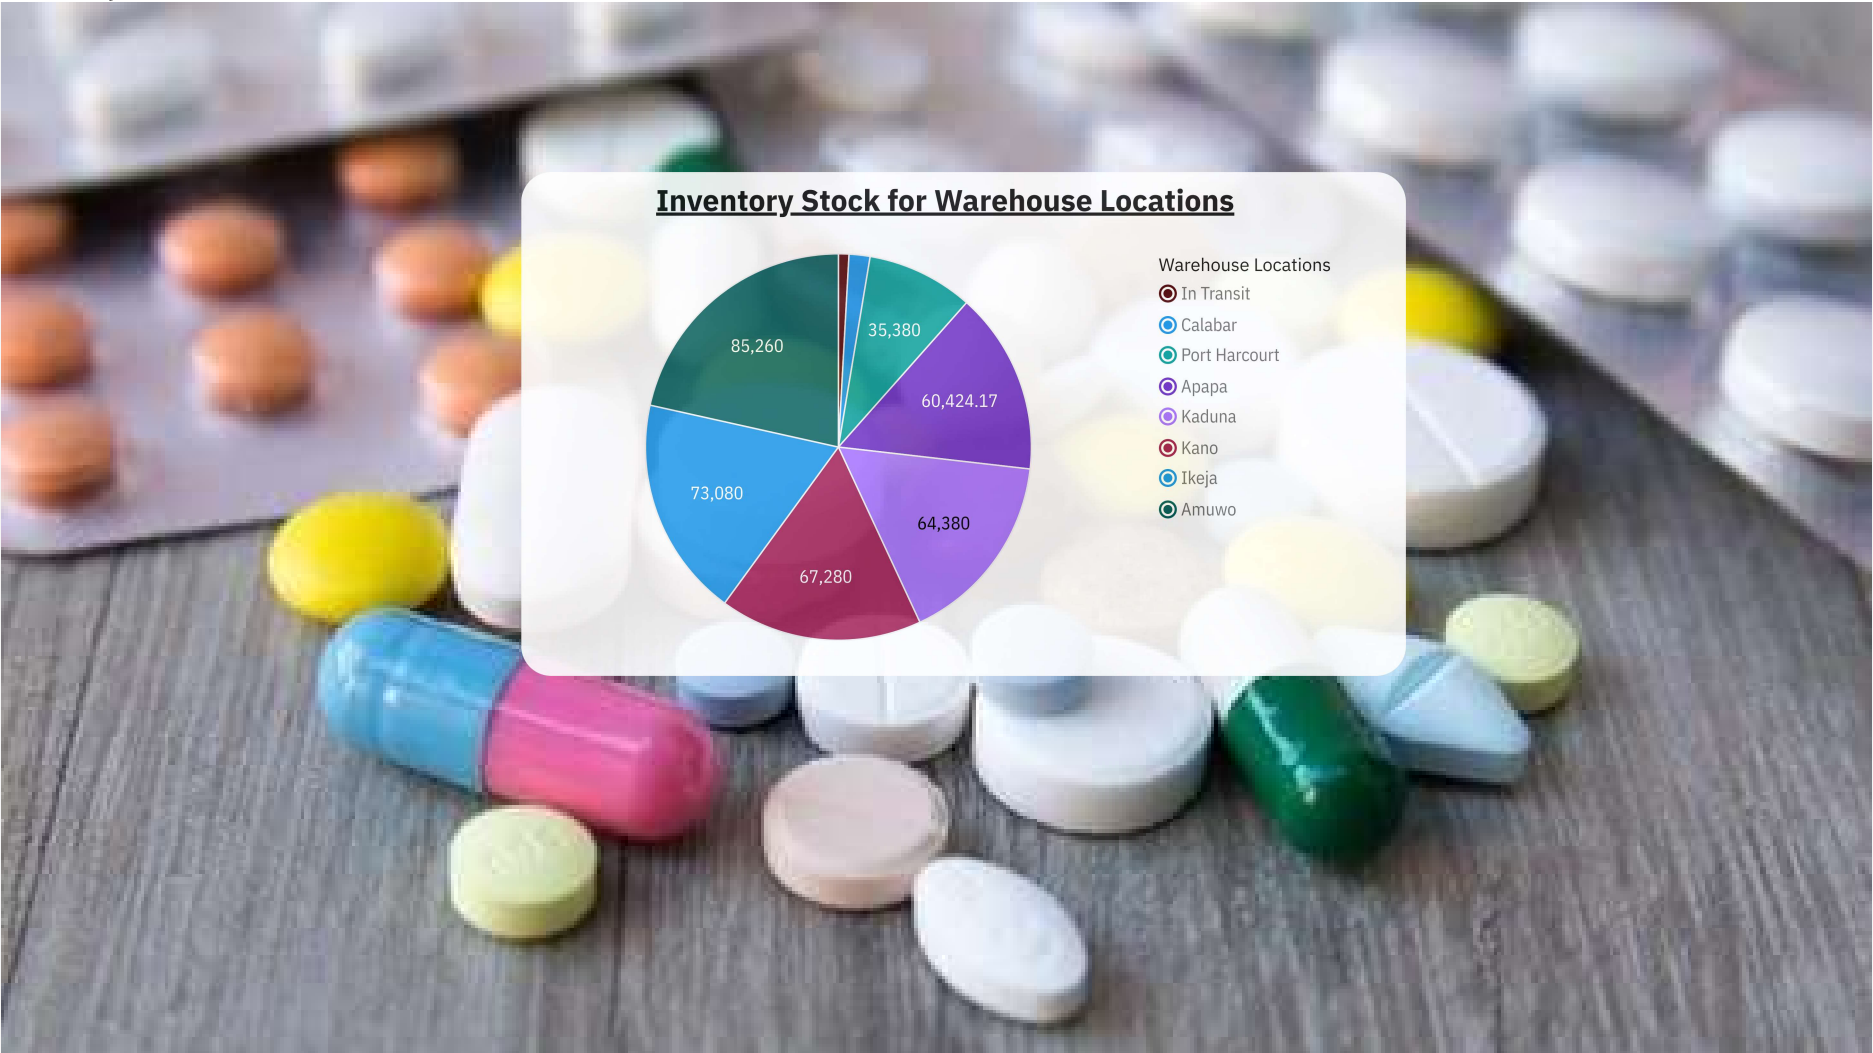 Inventory Stock for Warehouse Locations
Warehouse Locations
In Transit
Calabar
Port Harcourt
Apapa
Kaduna
Kano
Ikeja
Amuwo
35,380
85,260
60,424.17
73,080
64,380
67,280